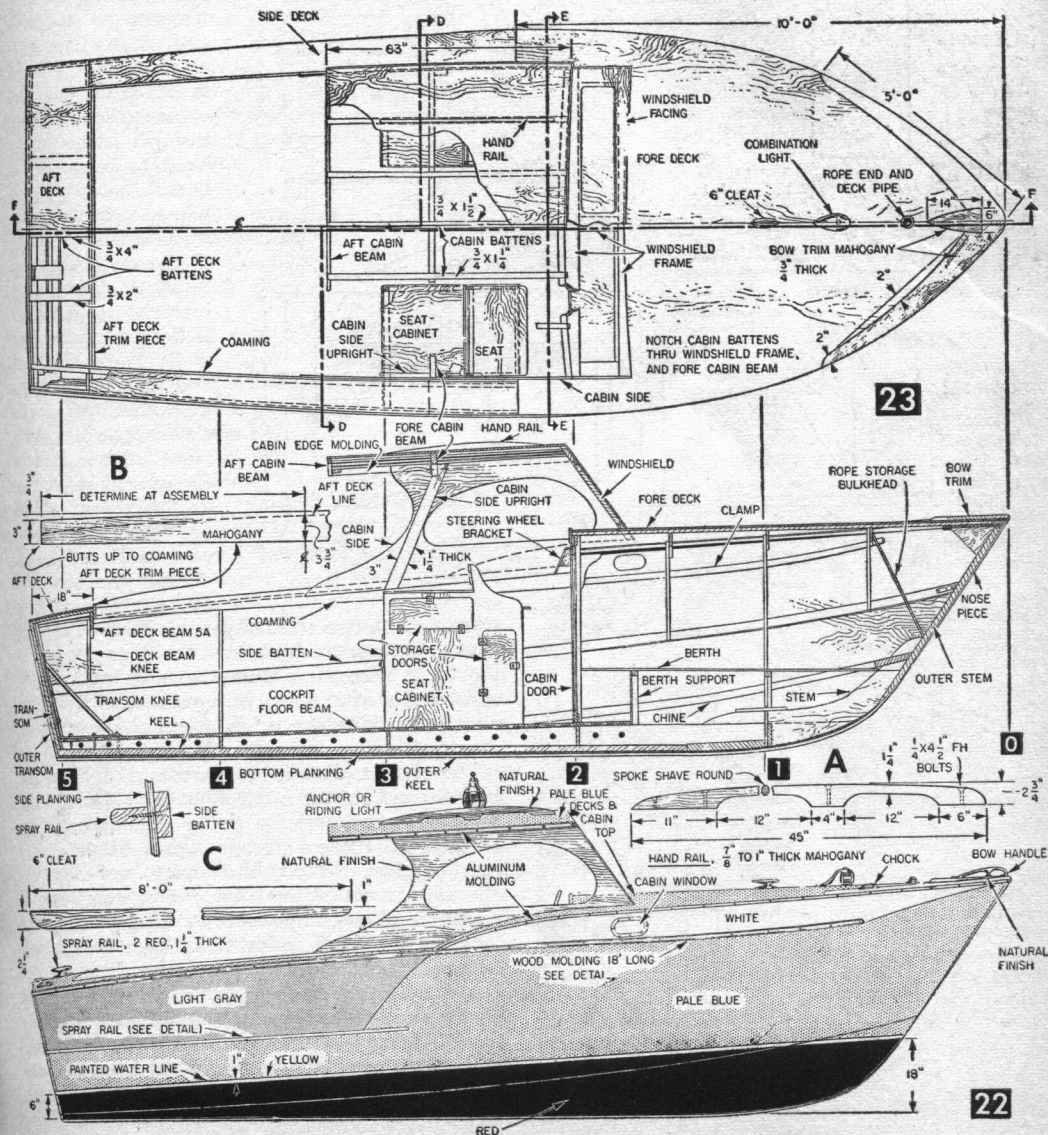 SIDE DECK
D
E
10'-0"
63"
5'-0"
WINDSHIELD
FACING
HAND
RAIL
FORE DECK
COMBINATION
LIGHT
ROPE END AND
DECK PIPE
6" CLEAT
14"
6"
F
F
AFT
DECK
3/4 X 1 1/2"
3/4 X 4"
AFT DECK
BATTENS
3/4 X 2"
AFT CABIN
BEAM
CABIN BATTENS
3/4 X 1 1/4"
WINDSHIELD
FRAME
BOW TRIM MAHOGANY
3/4" THICK
2"
2"
AFT DECK
TRIM PIECE
COAMING
CABIN
SIDE
UPRIGHT
SEAT-
CABINET
SEAT
NOTCH CABIN BATTENS
THRU WINDSHIELD FRAME,
AND FORE CABIN BEAM
CABIN SIDE
23
D
E
FORE CABIN
BEAM
HAND RAIL
CABIN EDGE MOLDING
AFT CABIN
BEAM
WINDSHIELD
ROPE STORAGE
BULKHEAD
BOW
TRIM
B
3/4"
DETERMINE AT ASSEMBLY
AFT DECK
LINE
3"
MAHOGANY
3 3/4
BUTTS UP TO COAMING
AFT DECK TRIM PIECE
CABIN
SIDE UPRIGHT
CABIN
SIDE
STEERING WHEEL
BRACKET
FORE DECK
CLAMP
3"
1 1/4" THICK
AFT DECK
18"
COAMING
NOSE
PIECE
AFT DECK BEAM 5A
DECK BEAM
KNEE
SIDE BATTEN
STORAGE
DOORS
SEAT
CABINET
CABIN
DOOR
BERTH
BERTH SUPPORT
OUTER STEM
STEM
CHINE
TRANSOM KNEE
COCKPIT
FLOOR BEAM
TRAN-
SOM
KEEL
OUTER
TRANSOM
5
4
3
2
1
0
BOTTOM PLANKING
OUTER
KEEL
SIDE PLANKING
SPRAY RAIL
SIDE
BATTEN
C
ANCHOR OR
RIDING LIGHT
NATURAL
FINISH
PALE BLUE
DECKS &
CABIN
TOP
SPOKE SHAVE ROUND
A
1 1/4"
1/4 X 4 1/2" FH
BOLTS
2 3/4"
11"
12"
4"
12"
6"
45"
HAND RAIL, 7/8 TO 1" THICK MAHOGANY
6" CLEAT
8'-0"
1"
2 1/4"
SPRAY RAIL, 2 REQ., 1 1/4" THICK
NATURAL FINISH
ALUMINUM
MOLDING
CABIN WINDOW
CHOCK
BOW HANDLE
WHITE
WOOD MOLDING 18' LONG
SEE DETAI
NATURAL
FINISH
LIGHT GRAY
PALE BLUE
SPRAY RAIL (SEE DETAIL)
1"
YELLOW
PAINTED WATER LINE
6"
18"
RED
22